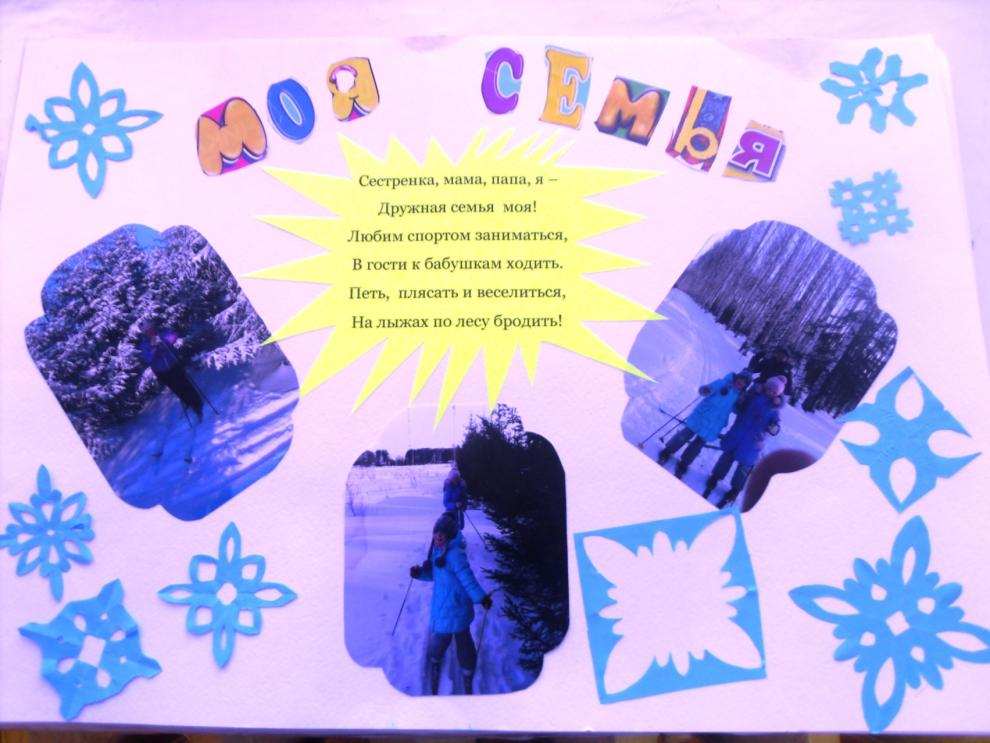 МОЯ СЕМЬЯ
Сестренка, мама, папа, я –
Дружная семья моя!
Любим спортом заниматься,
В гости к бабушкам ходить.
Петь, плясать и веселиться,
На лыжах по лесу бродить!